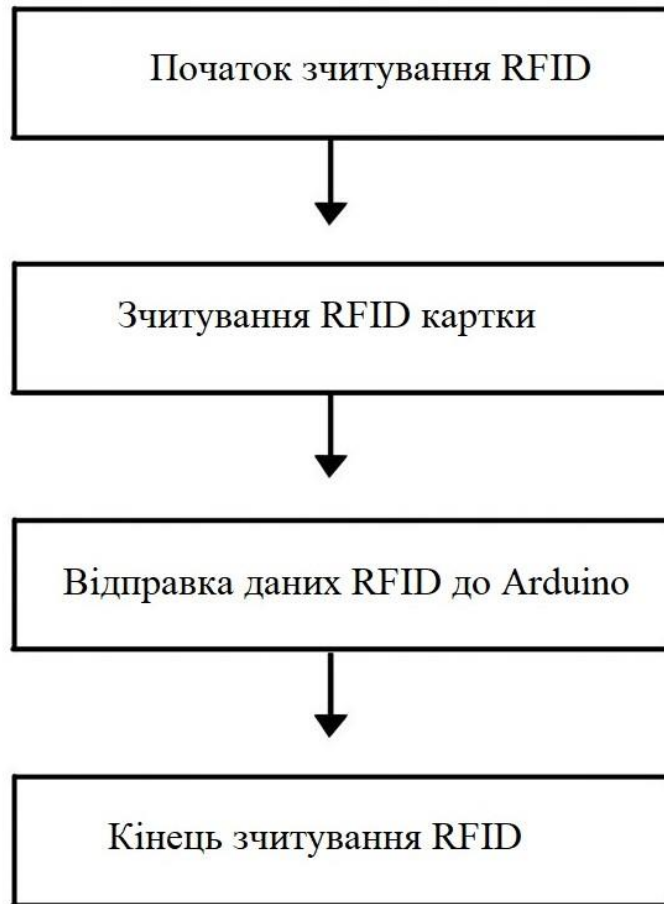 Початок зчитування RFID
Зчитування RFID картки
Відправка даних RFID до Arduino
Кінець зчитування RFID